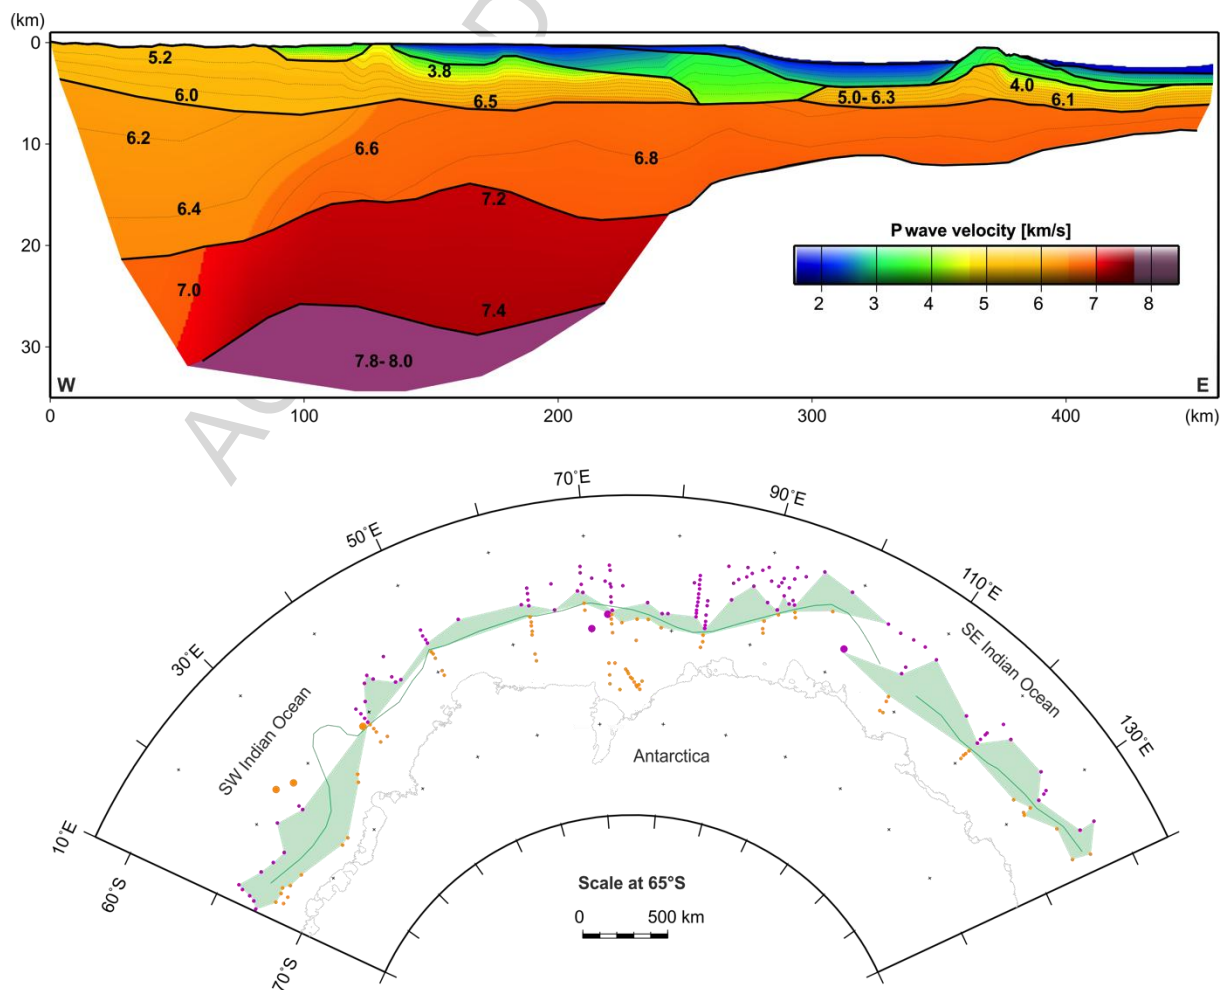 (km)
0
10
20
30
5.2
6.0
6.2
6.4
7.0
3.8
6.5
6.6
6.8
7.2
7.4
7.8- 8.0
5.0- 6.3
4.0
6.1
P wave velocity [km/s]
2 3 4 5 6 7 8
W
E
0 100 200 300 400 (km)
70°E
90°E
50°E
110°E
30°E
130°E
10°E
SW Indian Ocean
SE Indian Ocean
Antarctica
60°S
70°S
Scale at 65°S
0 500 km